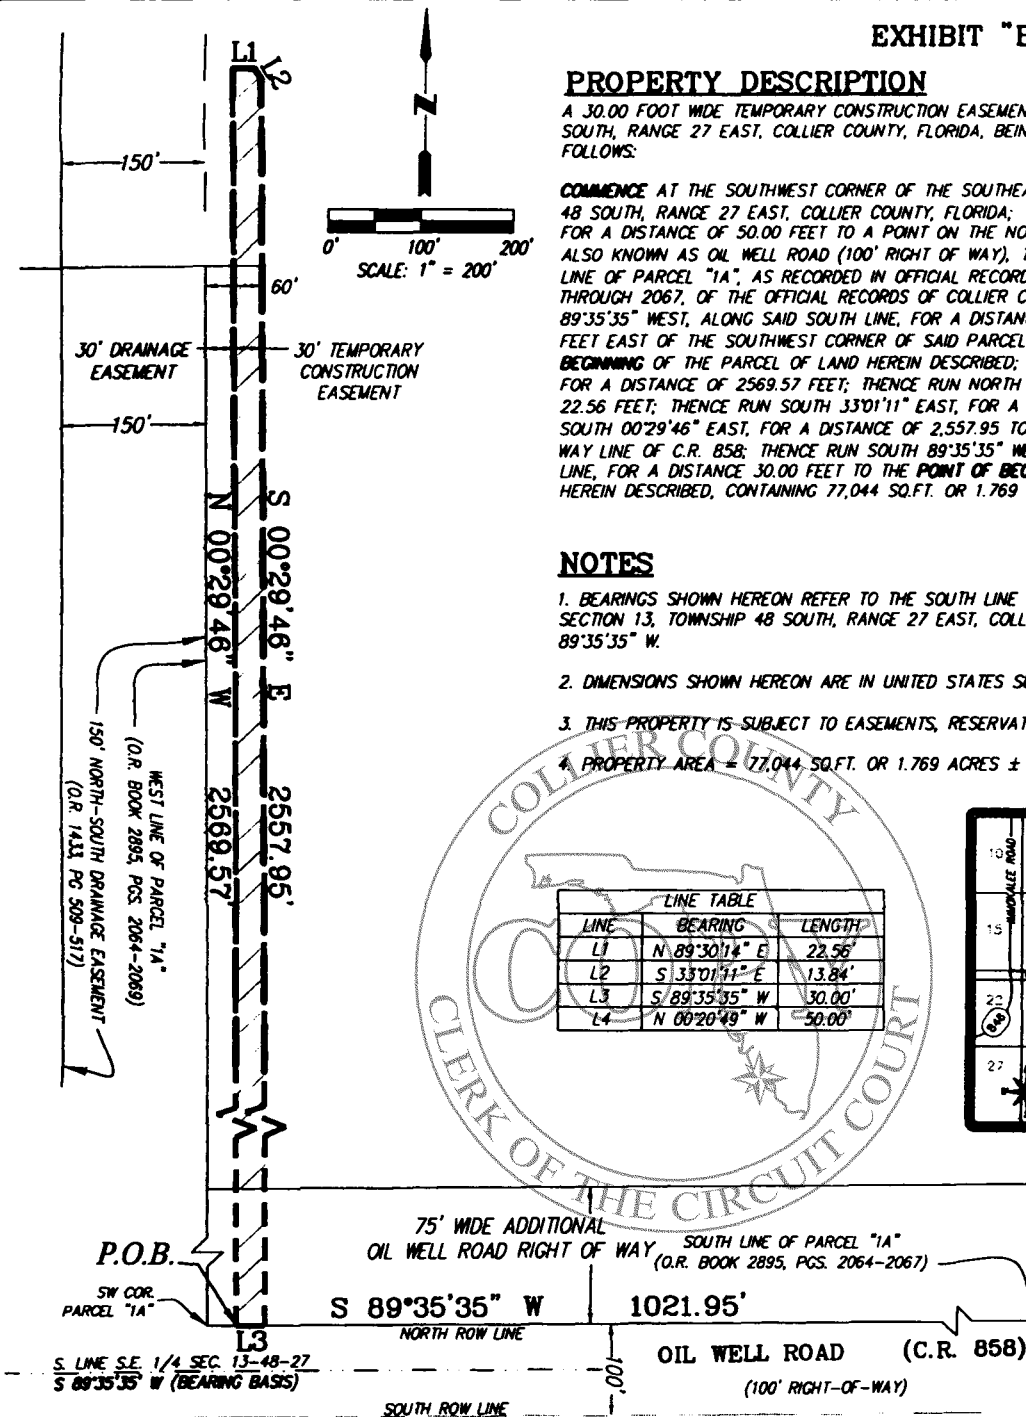 EXHIBIT "E
PROPERTY DESCRIPTION
A 30.00 FOOT WIDE TEMPORARY CONSTRUCTION EASEMEN
SOUTH, RANGE 27 EAST, COLLIER COUNTY, FLORIDA, BEIN
FOLLOWS:
COMMENCE AT THE SOUTHWEST CORNER OF THE SOUTHEA
48 SOUTH, RANGE 27 EAST, COLLIER COUNTY, FLORIDA;
FOR A DISTANCE OF 50.00 FEET TO A POINT ON THE NO
ALSO KNOWN AS OIL WELL ROAD (100' RIGHT OF WAY),
LINE OF PARCEL "1A", AS RECORDED IN OFFICIAL RECORD
THROUGH 2067, OF THE OFFICIAL RECORDS OF COLLIER C
89°35'35" WEST, ALONG SAID SOUTH LINE, FOR A DISTAN
FEET EAST OF THE SOUTHWEST CORNER OF SAID PARCEL
BEGINNING OF THE PARCEL OF LAND HEREIN DESCRIBED;
FOR A DISTANCE OF 2569.57 FEET; THENCE RUN NORTH
22.56 FEET; THENCE RUN SOUTH 33°01'11" EAST, FOR A
SOUTH 00°29'46" EAST, FOR A DISTANCE OF 2,557.95 TO
WAY LINE OF C.R. 858; THENCE RUN SOUTH 89°35'35" WE
LINE, FOR A DISTANCE 30.00 FEET TO THE POINT OF BEG
HEREIN DESCRIBED, CONTAINING 77,044 SQ.FT. OR 1.769
NOTES
1. BEARINGS SHOWN HEREON REFER TO THE SOUTH LINE
SECTION 13, TOWNSHIP 48 SOUTH, RANGE 27 EAST, COLL
89°35'35" W.
2. DIMENSIONS SHOWN HEREON ARE IN UNITED STATES S
3. THIS PROPERTY IS SUBJECT TO EASEMENTS, RESERVAT
4. PROPERTY AREA = 77,044 SQ.FT. OR 1.769 ACRES ±
L1
L2
N
150'
0' 100' 200'
SCALE: 1" = 200'
60'
30' DRAINAGE
EASEMENT
30' TEMPORARY
CONSTRUCTION
EASEMENT
150'
N 00°29'46" W 2569.57'
S 00°29'46" E 2557.95'
WEST LINE OF PARCEL "1A"
(O.R. BOOK 2895, PGS. 2064-2069)
150' NORTH-SOUTH DRAINAGE EASEMENT
(O.R. 1433, PG 509-517)
COLLIER COUNTY
COPY
CLERK OF THE CIRCUIT COURT
LINE TABLE
LINE BEARING LENGTH
L1 N 89°30'14" E 22.56'
L2 S 33°01'11" E 13.84'
L3 S 89°35'35" W 30.00'
L4 N 00°20'49" W 50.00'
10
IMMOKALEE ROAD
15
22
846
27
75' WIDE ADDITIONAL
OIL WELL ROAD RIGHT OF WAY
SOUTH LINE OF PARCEL "1A"
(O.R. BOOK 2895, PGS. 2064-2067)
P.O.B.
SW COR.
PARCEL "1A"
S 89°35'35" W 1021.95'
L3
NORTH ROW LINE
S. LINE S.E. 1/4 SEC. 13-48-27
S 89°35'35" W (BEARING BASIS)
100'
OIL WELL ROAD (C.R. 858)
(100' RIGHT-OF-WAY)
SOUTH ROW LINE